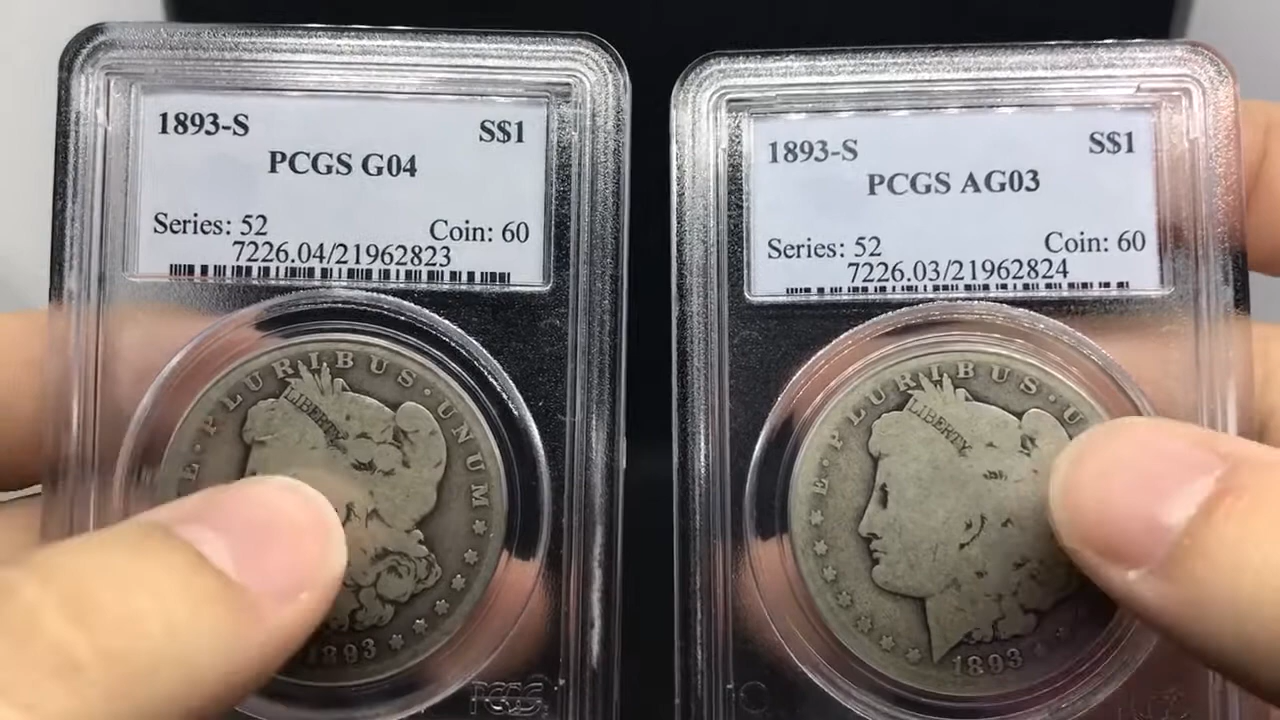 1893-S S$1
PCGS G04
Series: 52 Coin: 60
7226.04/21962823
E · PLURIBUS · UNUM
LIBERTY
1893
PCGS
1893-S S$1
PCGS AG03
Series: 52 Coin: 60
7226.03/21962824
E · PLURIBUS · U
LIBERTY
1893